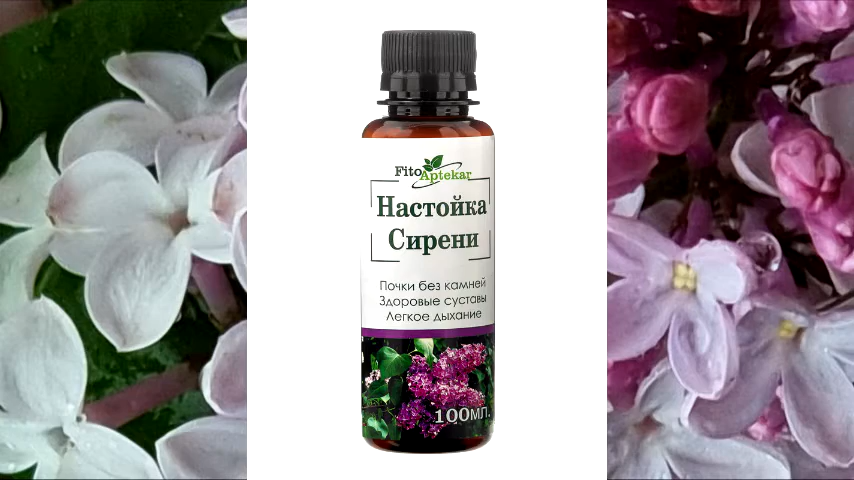 FitoAptekar
Настойка
Сирени
Почки без камней
Здоровые суставы
Легкое дыхание
100мл.